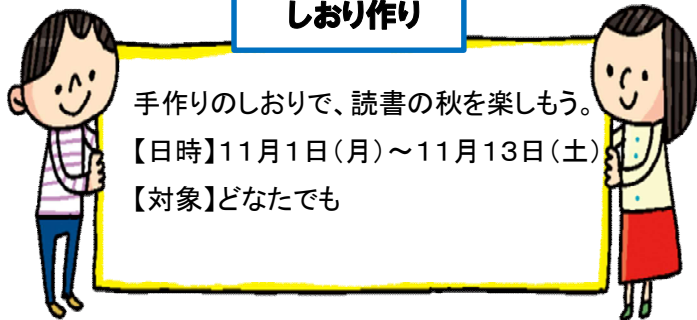 しおり作り
手作りのしおりで、読書の秋を楽しもう。
【日時】11月1日(月)~11月13日(土)
【対象】どなたでも